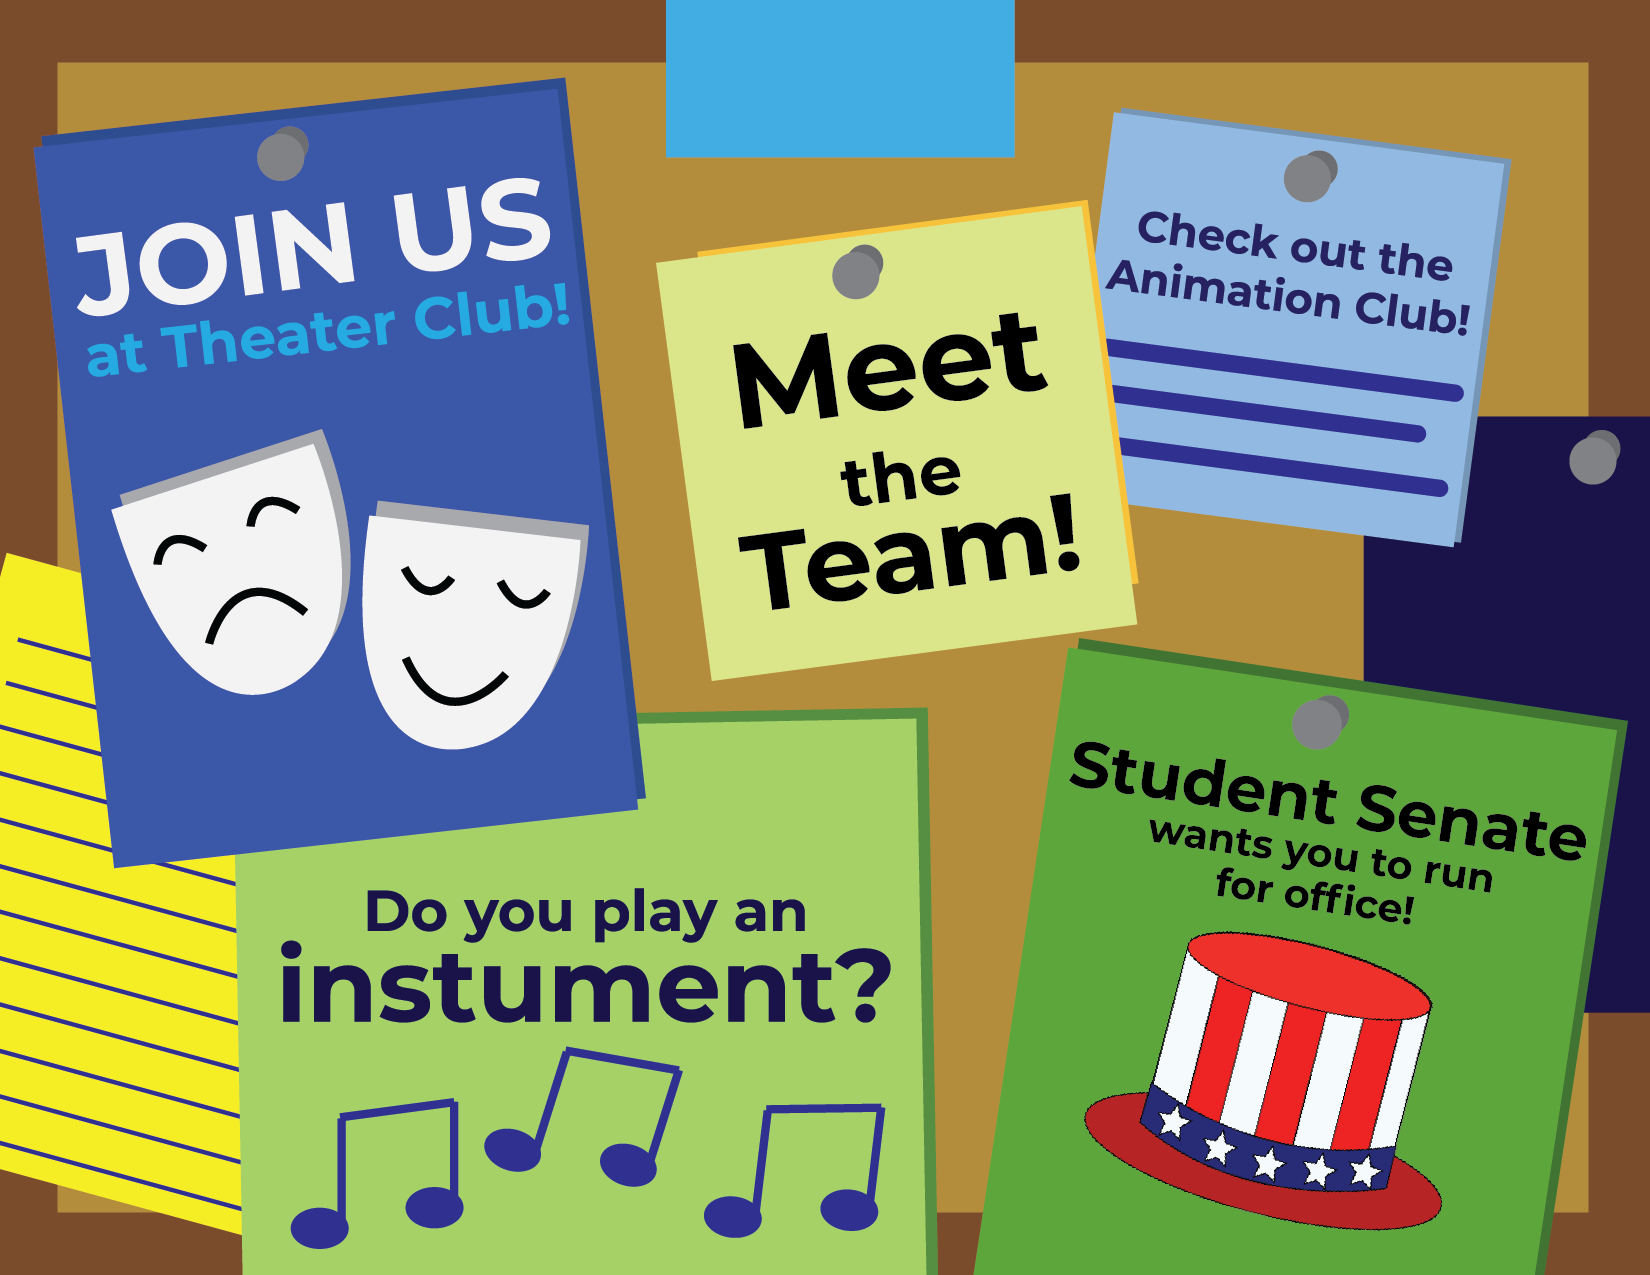 JOIN US
at Theater Club!
Meet
the
Team!
Check out the
Animation Club!
Do you play an
instument?
Student Senate
wants you to run
for office!